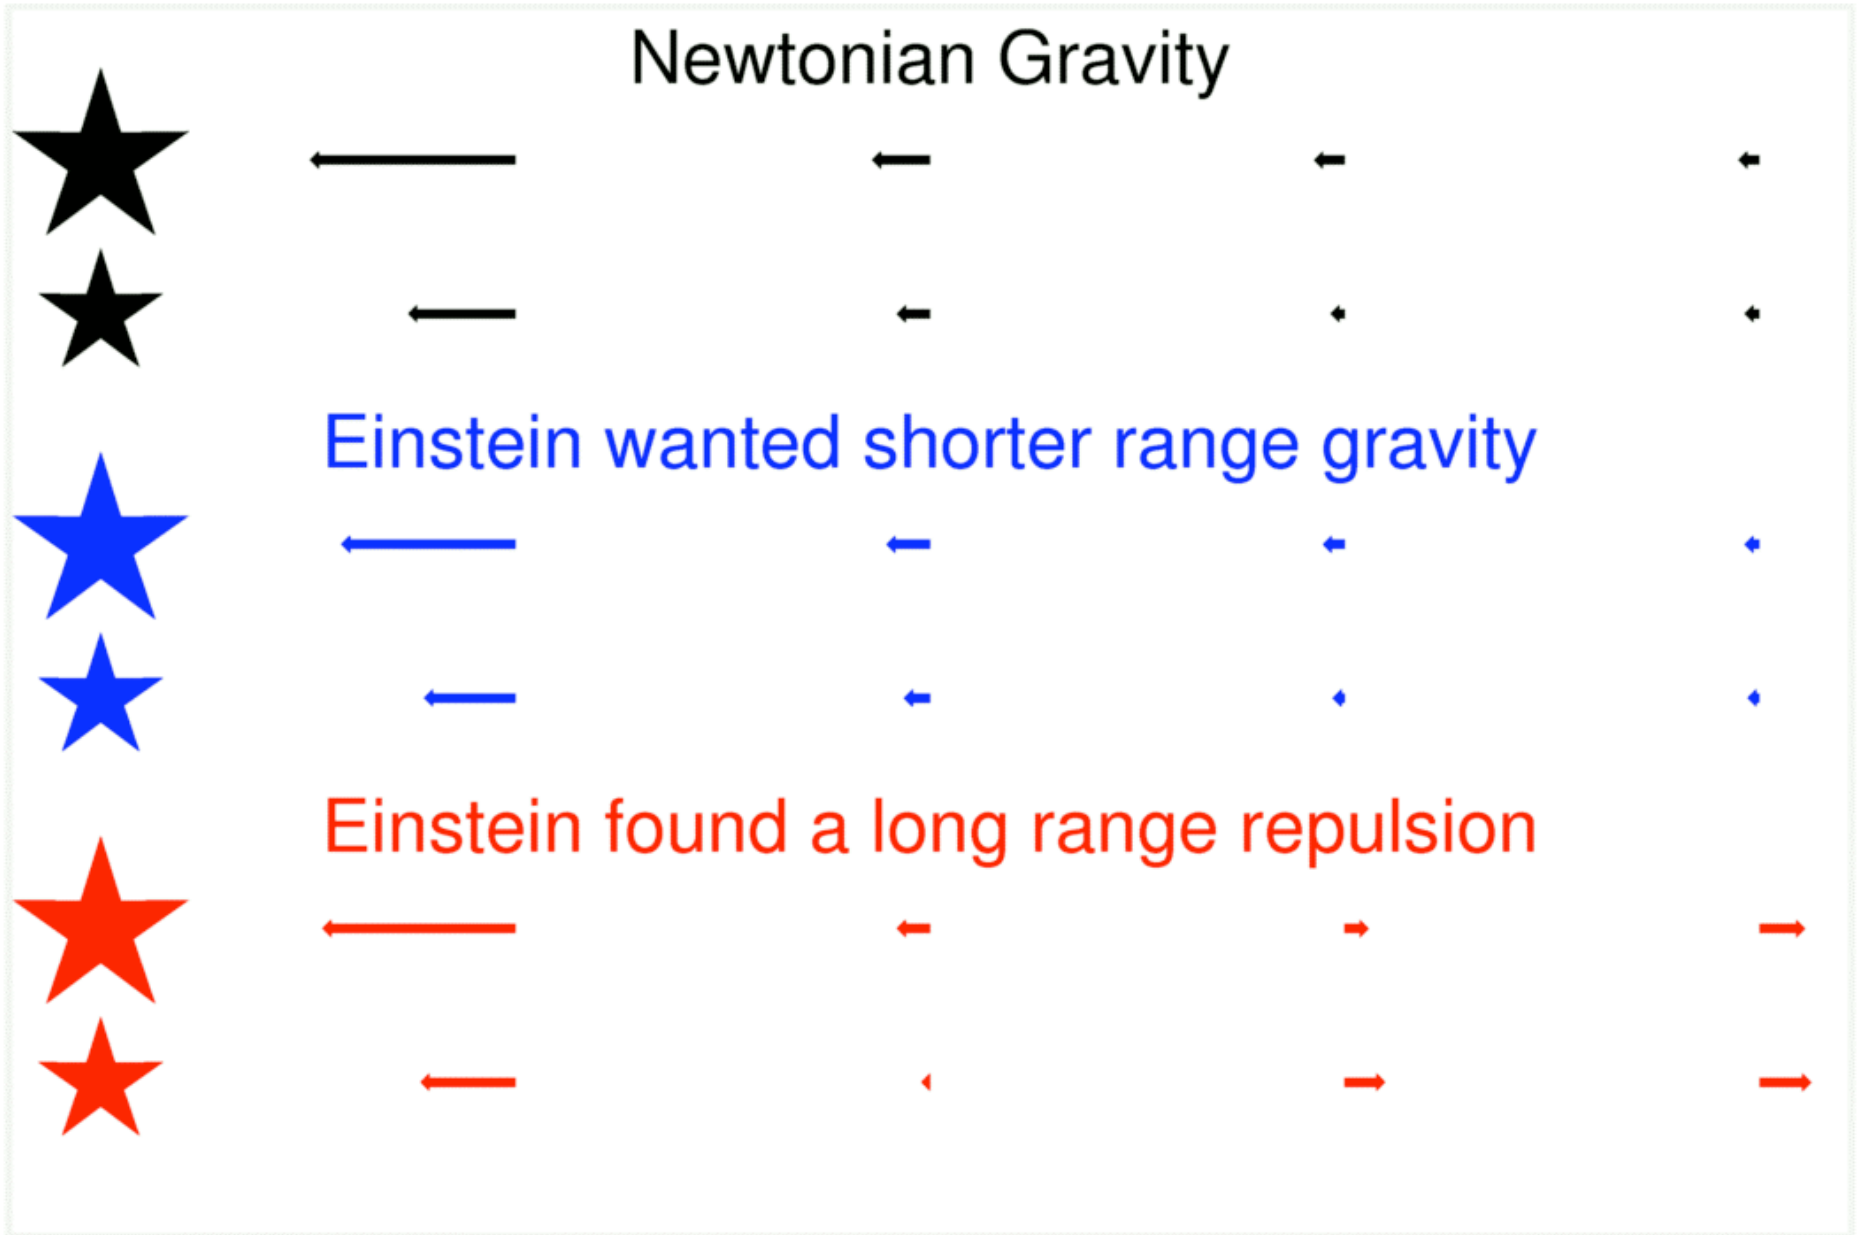 Newtonian Gravity
Einstein wanted shorter range gravity
Einstein found a long range repulsion